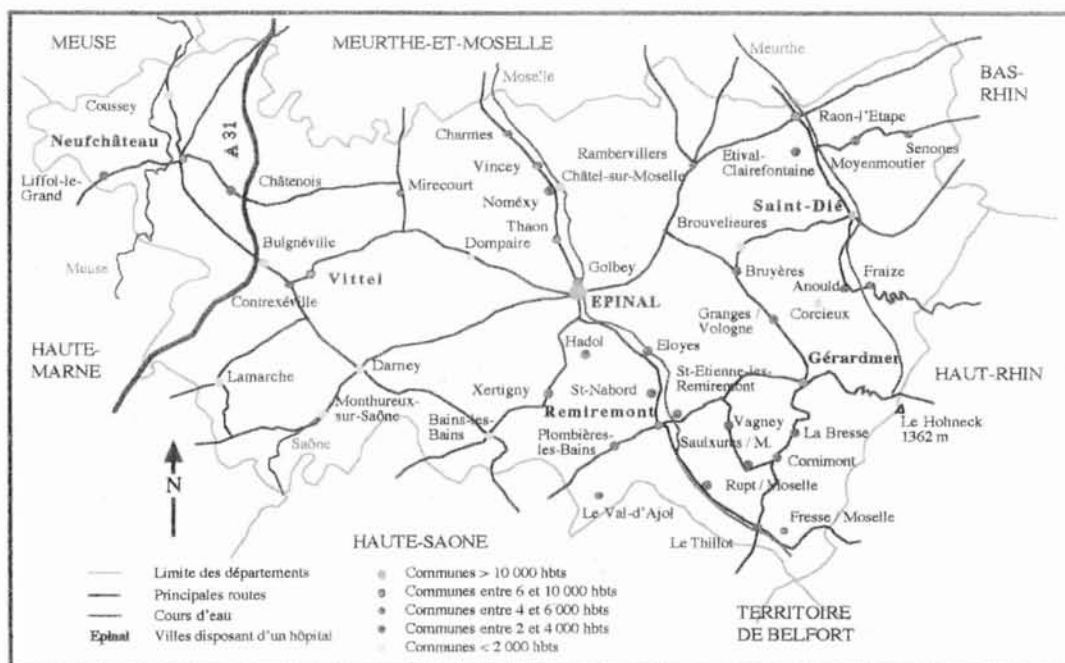 MEUSE
MEURTHE-ET-MOSELLE
Meurthe
BAS-
RHIN
Moselle
Coussey
A 31
Raon-l'Etape
Charmes
Neufchâteau
Rambervillers
Etival-
Clairefontaine
Senones
Moyenmoutier
Vincey
Châtel-sur-Moselle
Liffol-le-
Grand
Châtenois
Mirecourt
Noméxy
Saint-Dié
Thaon
Brouvelieures
Bulgnéville
Dompaire
Meuse
Golbey
Vittel
Bruyères
Fraize
Anould
Contrexéville
EPINAL
Granges /
Vologne
Corcieux
Hadol
Eloyes
HAUTE-
MARNE
Gérardmer
Darney
St-Etienne-les-
Remiremont
Lamarche
Xertigny
St-Nabord
HAUT-RHIN
Monthureux-
sur-Saône
Remiremont
Vagney
Le Hohneck
1362 m
Bains-les-
Bains
La Bresse
Saône
Plombières-
les-Bains
Saulxures / M.
Cornimont
N
Rupt / Moselle
Le Val-d'Ajol
Fresse / Moselle
Le Thillot
HAUTE-SAONE
Limite des départements
Principales routes
Cours d'eau
Epinal Villes disposant d'un hôpital
Communes > 10 000 hbts
Communes entre 6 et 10 000 hbts
Communes entre 4 et 6 000 hbts
Communes entre 2 et 4 000 hbts
Communes < 2 000 hbts
TERRITOIRE
DE BELFORT